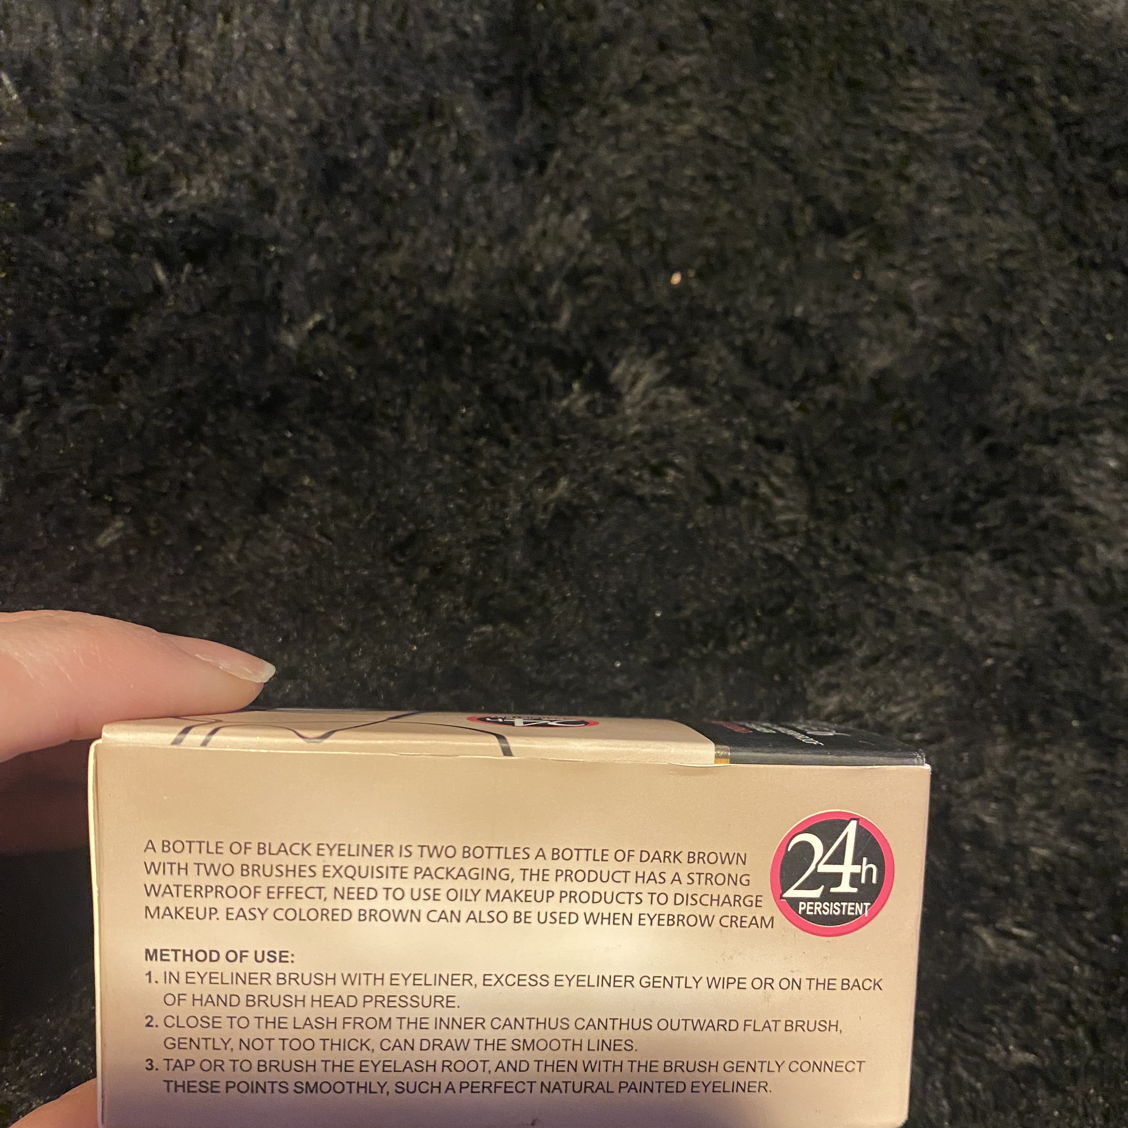 A BOTTLE OF BLACK EYELINER IS TWO BOTTLES A BOTTLE OF DARK BROWN
WITH TWO BRUSHES EXQUISITE PACKAGING, THE PRODUCT HAS A STRONG
WATERPROOF EFFECT, NEED TO USE OILY MAKEUP PRODUCTS TO DISCHARGE
MAKEUP. EASY COLORED BROWN CAN ALSO BE USED WHEN EYEBROW CREAM
24h
PERSISTENT
METHOD OF USE:
1. IN EYELINER BRUSH WITH EYELINER, EXCESS EYELINER GENTLY WIPE OR ON THE BACK
OF HAND BRUSH HEAD PRESSURE.
2. CLOSE TO THE LASH FROM THE INNER CANTHUS CANTHUS OUTWARD FLAT BRUSH,
GENTLY, NOT TOO THICK, CAN DRAW THE SMOOTH LINES.
3. TAP OR TO BRUSH THE EYELASH ROOT, AND THEN WITH THE BRUSH GENTLY CONNECT
THESE POINTS SMOOTHLY, SUCH A PERFECT NATURAL PAINTED EYELINER.